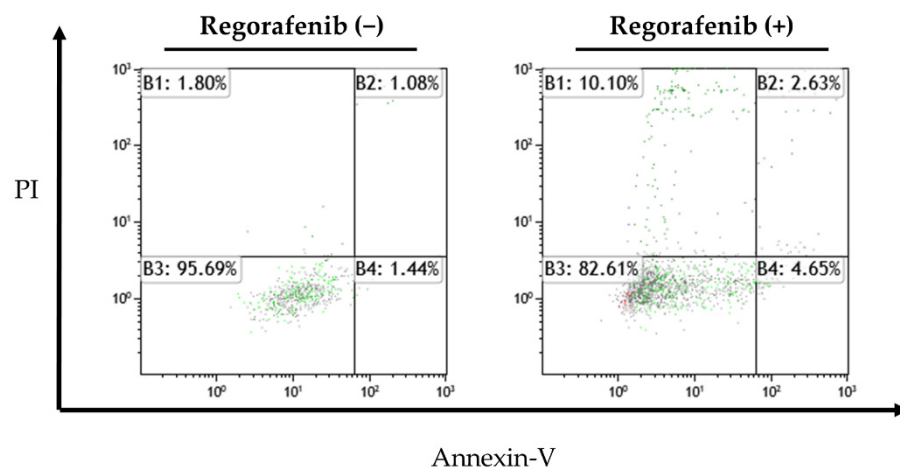 Regorafenib (–)
Regorafenib (+)
PI
10³
10²
10¹
10⁰
B1: 1.80%
B2: 1.08%
B3: 95.69%
B4: 1.44%
10⁰
10¹
10²
10³
10³
10²
10¹
10⁰
B1: 10.10%
B2: 2.63%
B3: 82.61%
B4: 4.65%
10⁰
10¹
10²
10³
Annexin-V